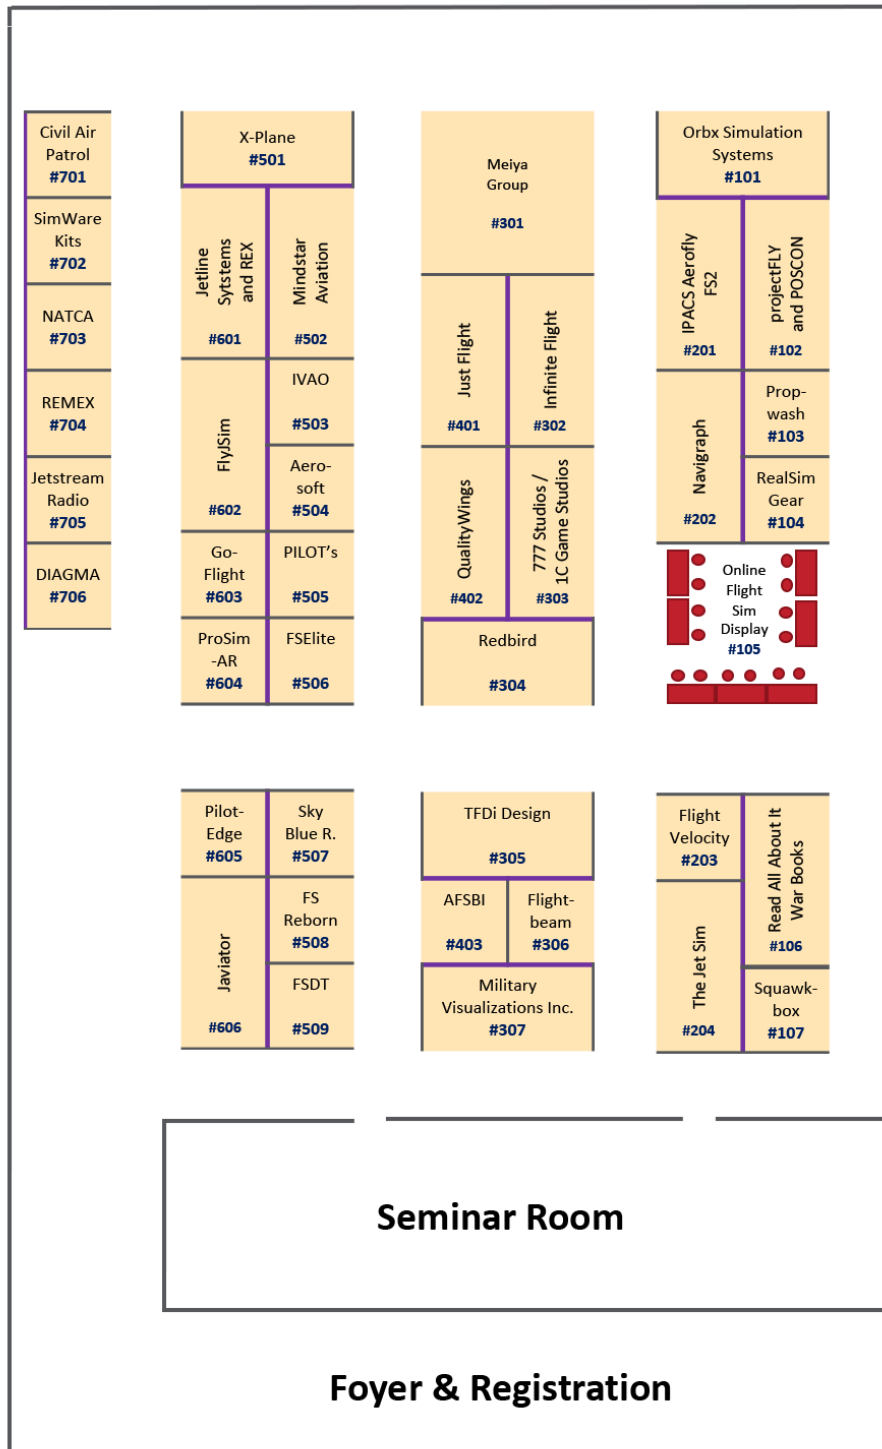 Civil Air
Patrol
#701
SimWare
Kits
#702
NATCA
#703
REMEX
#704
Jetstream
Radio
#705
DIAGMA
#706
X-Plane
#501
Jetline
Sytstems
and REX
#601
Mindstar
Aviation
#502
FlyJSim
#602
IVAO
#503
Aero-
soft
#504
Go-
Flight
#603
PILOT's
#505
ProSim
-AR
#604
FSElite
#506
Meiya
Group
#301
Just Flight
#401
Infinite Flight
#302
QualityWings
#402
777 Studios /
1C Game Studios
#303
Redbird
#304
Orbx Simulation
Systems
#101
IPACS Aerofly
FS2
#201
projectFLY
and POSCON
#102
Navigraph
#202
Prop-
wash
#103
RealSim
Gear
#104
Online
Flight
Sim
Display
#105
Pilot-
Edge
#605
Sky
Blue R.
#507
Javiator
#606
FS
Reborn
#508
FSDT
#509
TFDi Design
#305
AFSBI
#403
Flight-
beam
#306
Military
Visualizations Inc.
#307
Flight
Velocity
#203
Read All About It
War Books
#106
The Jet Sim
#204
Squawk-
box
#107
Seminar Room
Foyer & Registration